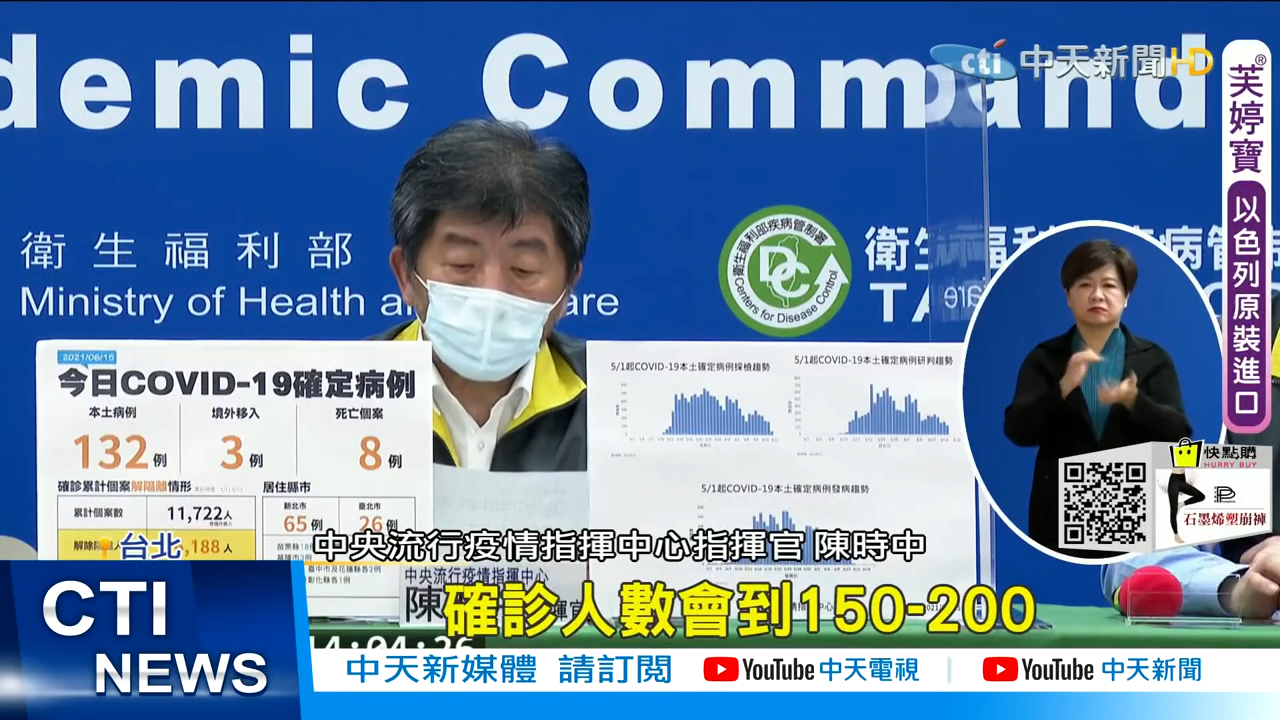 demic Command
cti 中天新聞HD
芙婷寶®
以色列原裝進口
衛生福利部
Ministry of Health and
are
衛生福利部疾病管制署
Centers for Disease Control
2021/06/15
今日COVID-19確定病例
本土病例 境外移入 死亡個案
132例 3例 8例
確診累計個案解隔離情形
居住縣市
累計個案數 11,722人
新北市 臺北市
65例 26例
,188人
5/1起COVID-19本土確定病例採檢趨勢
5/1起COVID-19本土確定病例研判趨勢
5/1起COVID-19本土確定病例發病趨勢
快點購
HURRY BUY
石墨烯塑崩褲
台北
中央流行疫情指揮中心指揮官 陳時中
中央流行疫情指揮中心
陳
確診人數會到150-200
14:04:26
CTI
NEWS
中天新媒體 請訂閱 YouTube 中天電視 YouTube 中天新聞